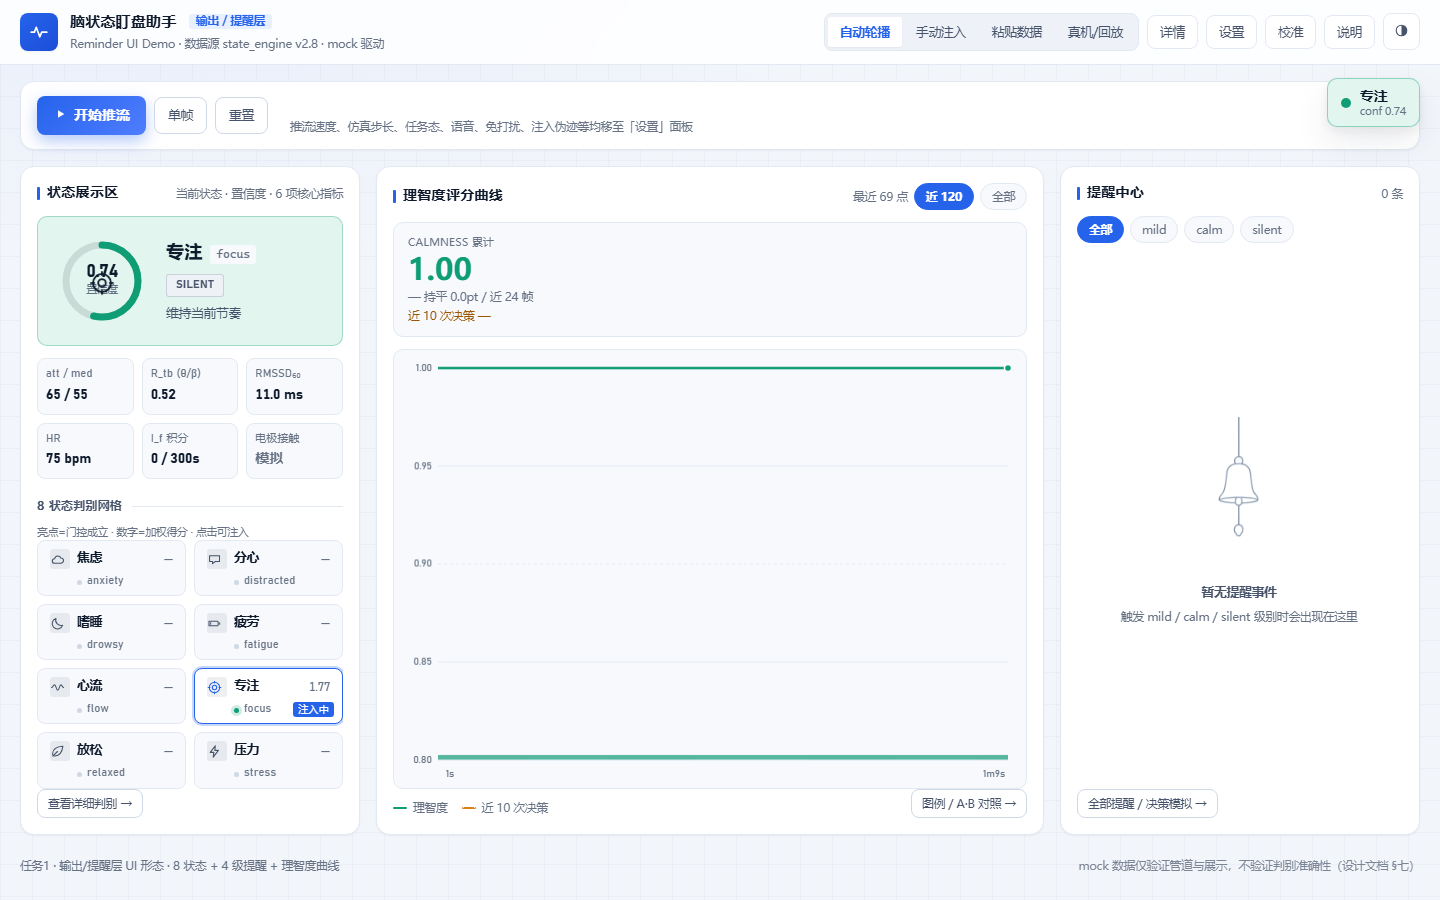 脑状态盯盘助手 输出 / 提醒层
Reminder UI Demo · 数据源 state_engine v2.8 · mock 驱动
自动轮播 手动注入 粘贴数据 真机/回放 详情 设置 校准 说明
开始推流 单帧 重置 推流速度、仿真步长、任务态、语音、免打扰、注入伪迹等均移至「设置」面板
专注
conf 0.74
状态展示区 当前状态 · 置信度 · 6 项核心指标
0.74
置信度
专注 focus
SILENT
维持当前节奏
att / med R_tb (θ/β) RMSSD₆₀
65 / 55 0.52 11.0 ms
HR I_f 积分 电极接触
75 bpm 0 / 300s 模拟
8 状态判别网格
亮点=门控成立 · 数字=加权得分 · 点击可注入
焦虑 — 分心 —
anxiety distracted
嗜睡 — 疲劳 —
drowsy fatigue
心流 — 专注 1.77
flow focus 注入中
放松 — 压力 —
relaxed stress
查看详细判别 →
理智度评分曲线 最近 69 点 近 120 全部
CALMNESS 累计
1.00
— 持平 0.0pt / 近 24 帧
近 10 次决策 —
1.00
0.95
0.90
0.85
0.80
1s 1m9s
理智度 近 10 次决策 图例 / A·B 对照 →
提醒中心 0 条
全部 mild calm silent
暂无提醒事件
触发 mild / calm / silent 级别时会出现在这里
全部提醒 / 决策模拟 →
任务1 · 输出/提醒层 UI 形态 · 8 状态 + 4 级提醒 + 理智度曲线
mock 数据仅验证管道与展示，不验证判别准确性（设计文档 §七）